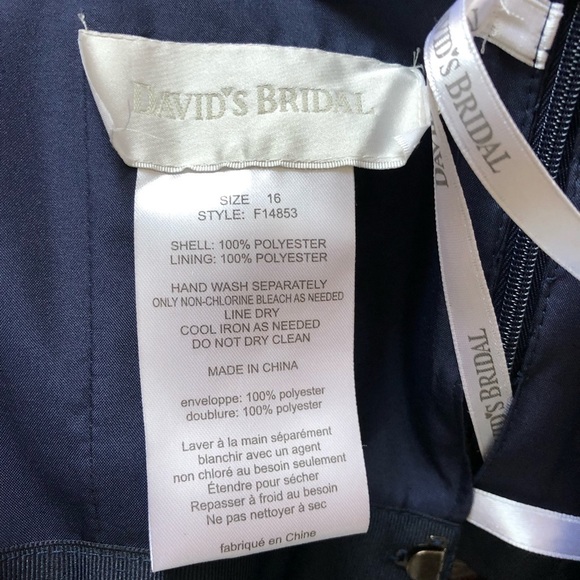 DAVID'S BRIDAL
SIZE 16
STYLE: F14853
SHELL: 100% POLYESTER
LINING: 100% POLYESTER
HAND WASH SEPARATELY
ONLY NON-CHLORINE BLEACH AS NEEDED
LINE DRY
COOL IRON AS NEEDED
DO NOT DRY CLEAN
MADE IN CHINA
enveloppe: 100% polyester
doublure: 100% polyester
Laver à la main séparément
blanchir avec un agent
non chloré au besoin seulement
Étendre pour sécher
Repasser à froid au besoin
Ne pas nettoyer à sec
fabriqué en Chine
DAVID'S BRIDAL
DAV
D'S BRIDAL